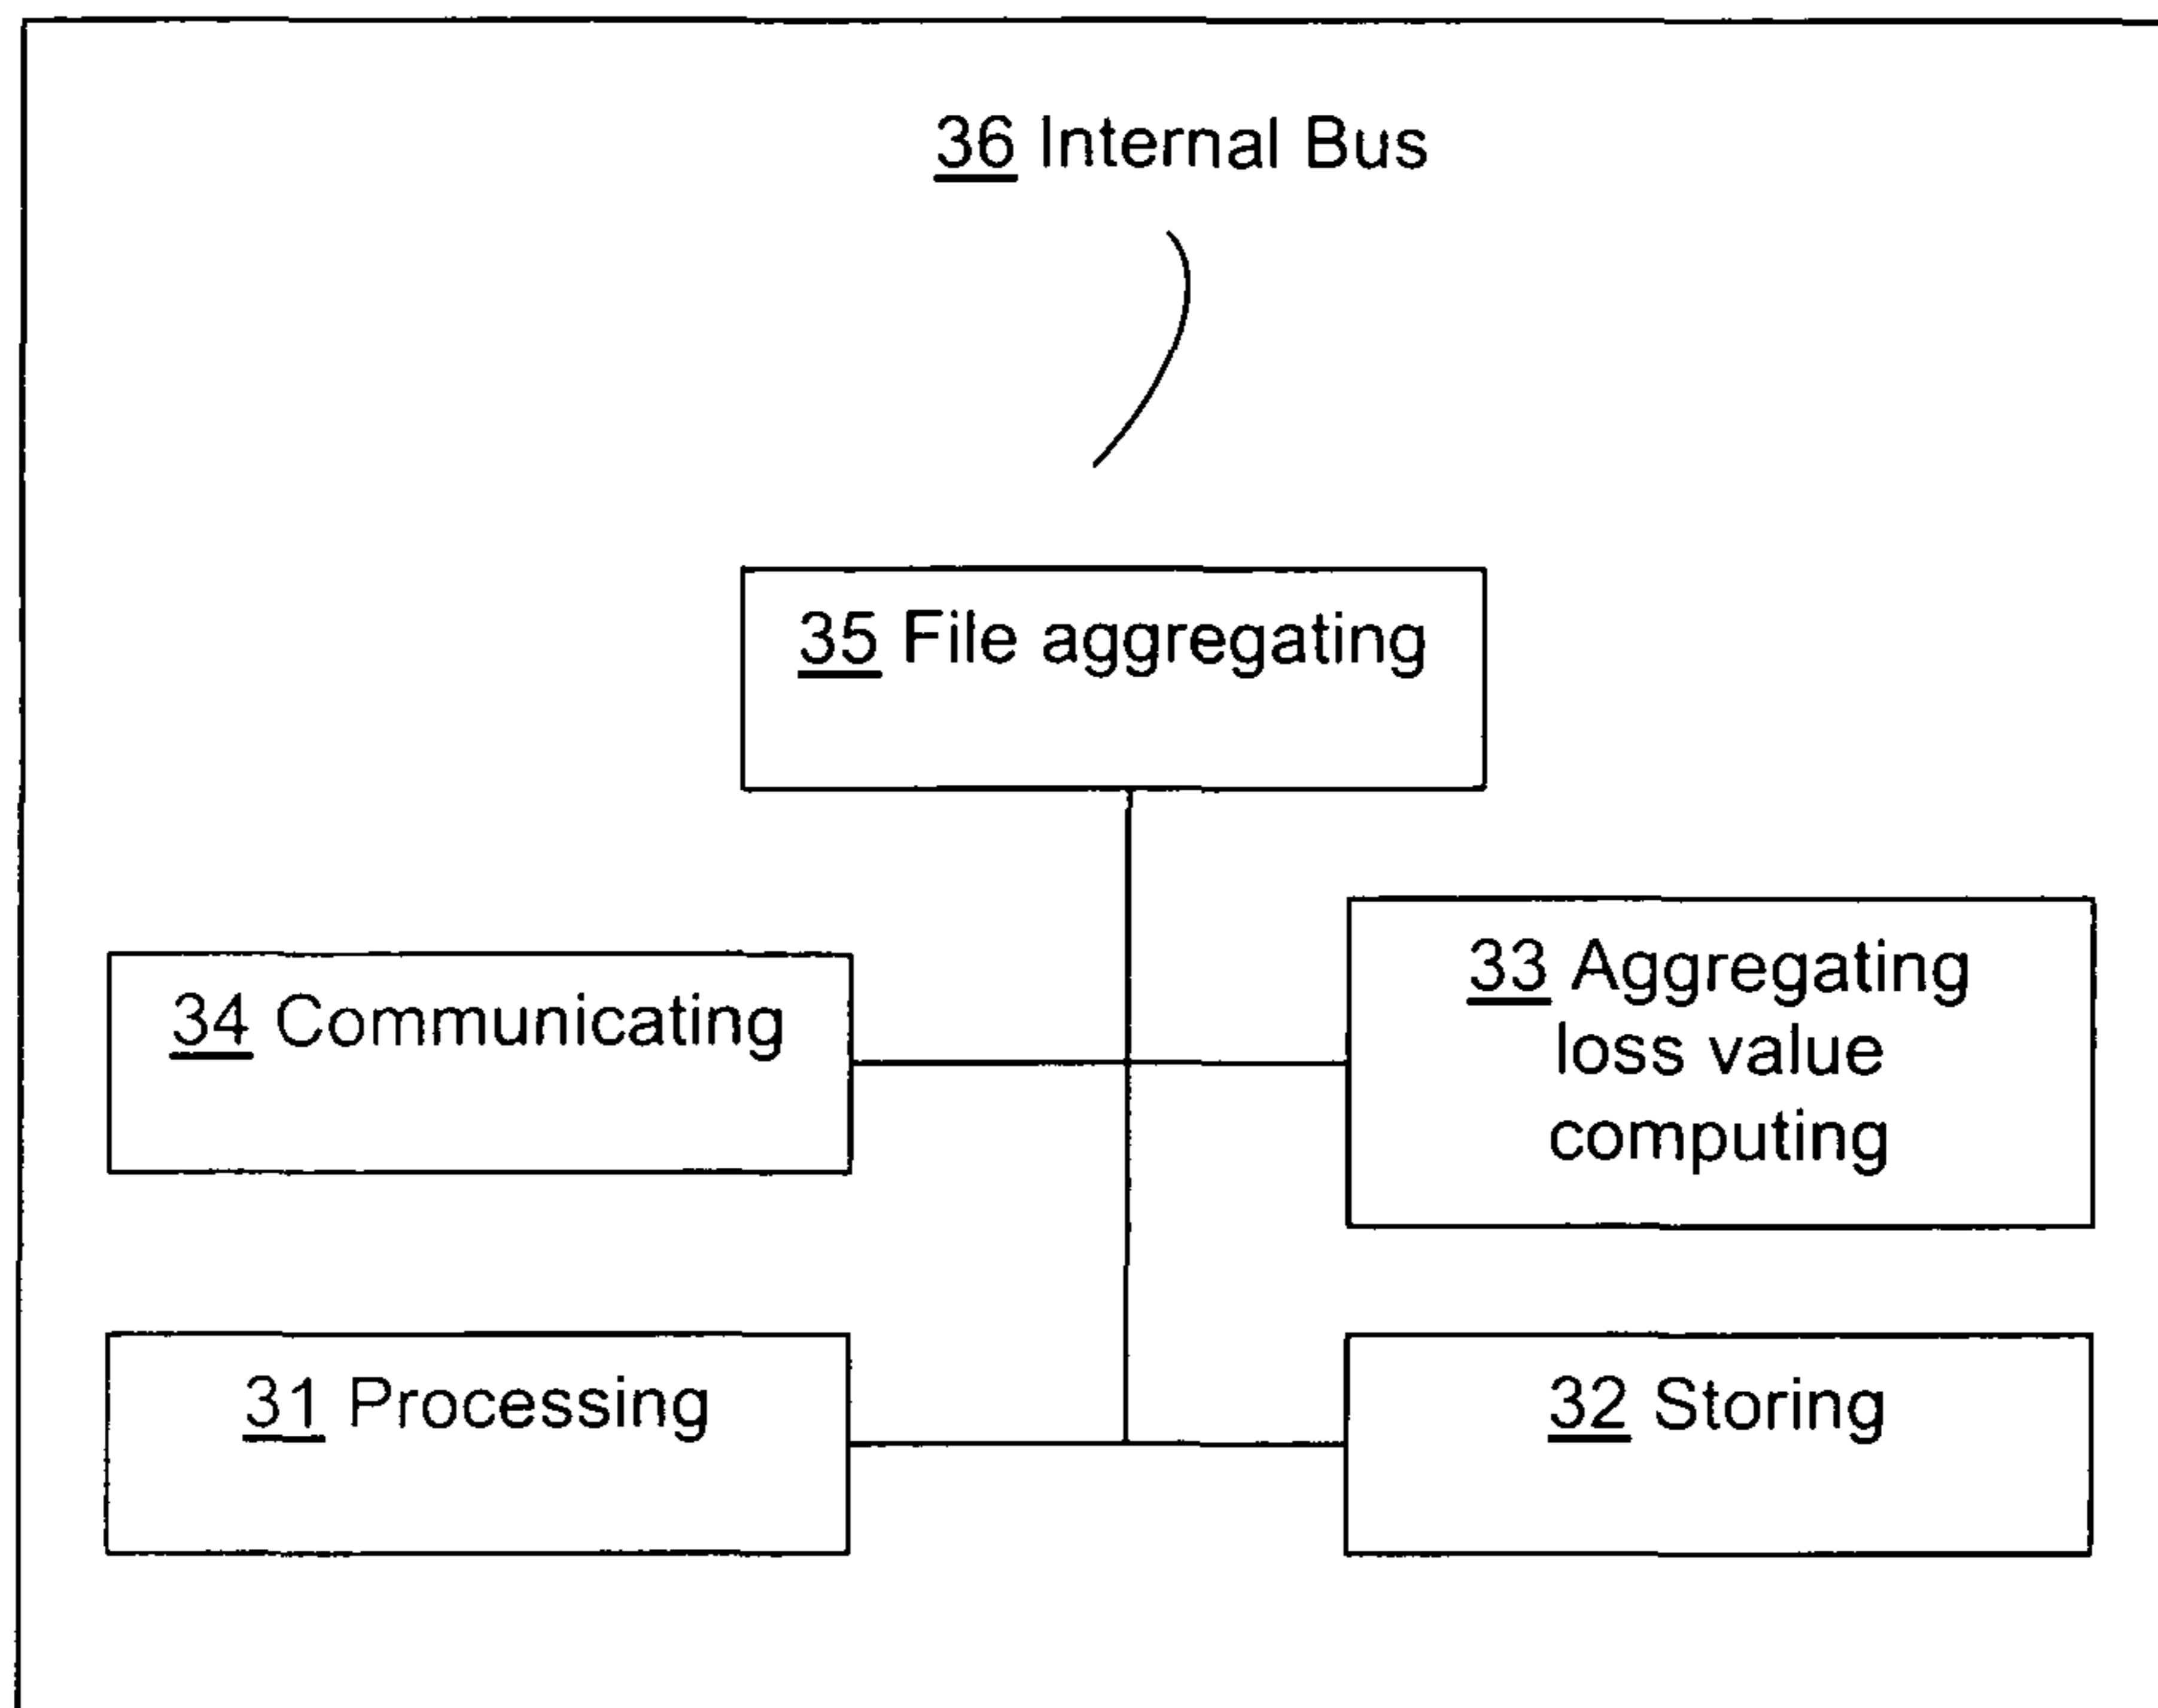 36 Internal Bus
35 File aggregating
34 Communicating
33 Aggregating
loss value
computing
31 Processing
32 Storing